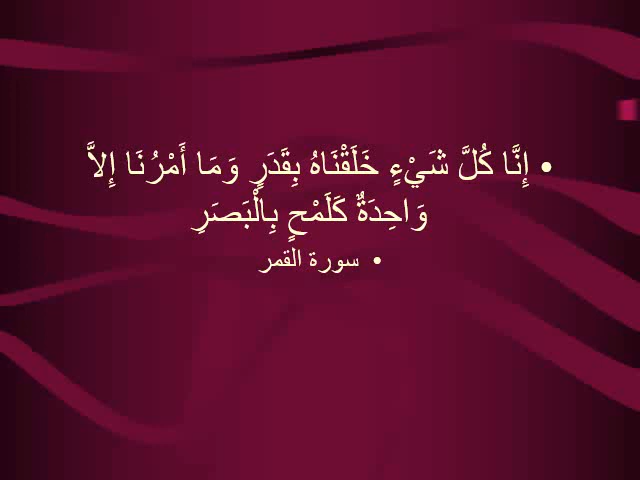 • إِنَّا كُلَّ شَيْءٍ خَلَقْنَاهُ بِقَدَرٍ وَمَا أَمْرُنَا إِلاَّ
وَاحِدَةٌ كَلَمْحٍ بِالْبَصَرِ
• سورة القمر